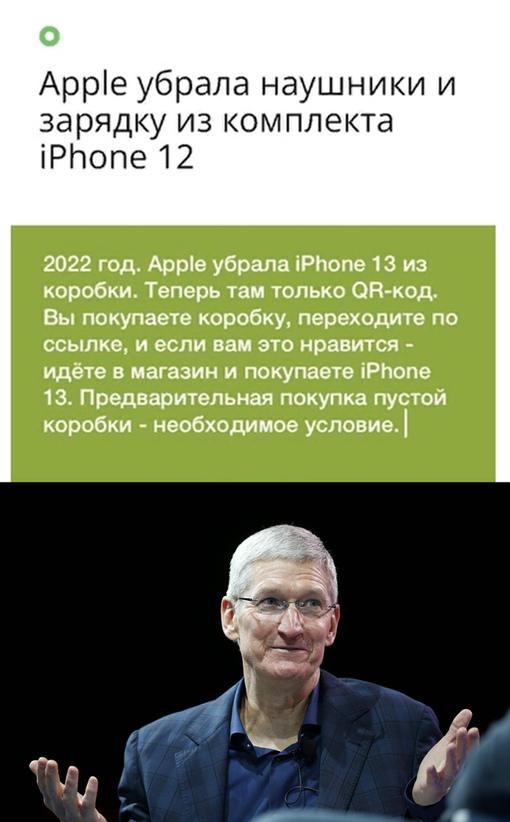 Apple убрала наушники и
зарядку из комплекта
iPhone 12
2022 год. Apple убрала iPhone 13 из
коробки. Теперь там только QR-код.
Вы покупаете коробку, переходите по
ссылке, и если вам это нравится -
идёте в магазин и покупаете iPhone
13. Предварительная покупка пустой
коробки - необходимое условие.